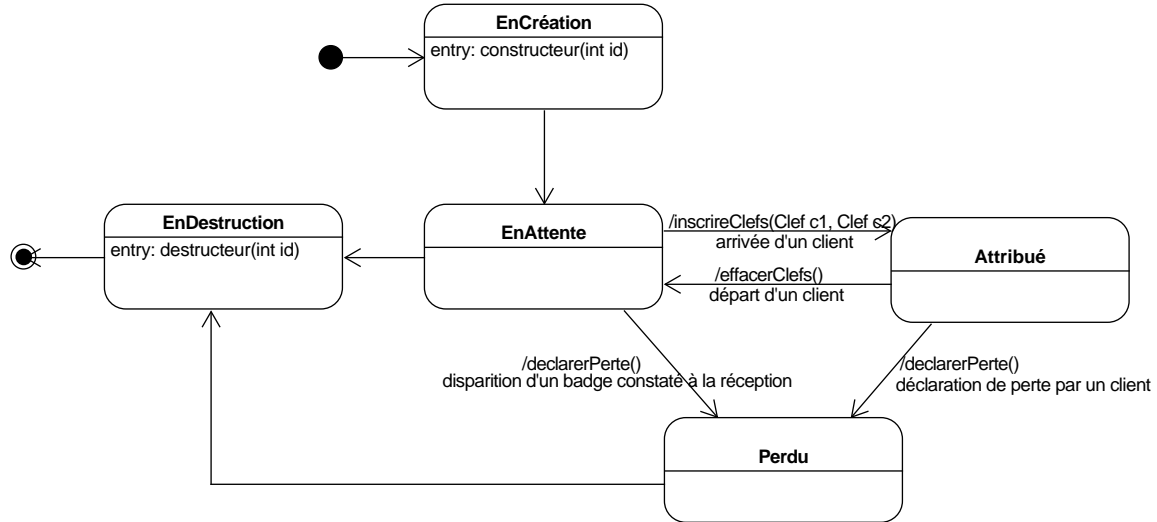 EnCréation
entry: constructeur(int id)
EnDestruction
entry: destructeur(int id)
EnAttente
/inscrireClefs(Clef c1, Clef c2)
arrivée d'un client
Attribué
/effacerClefs()
départ d'un client
/declarerPerte()
disparition d'un badge constaté à la réception
/declarerPerte()
déclaration de perte par un client
Perdu